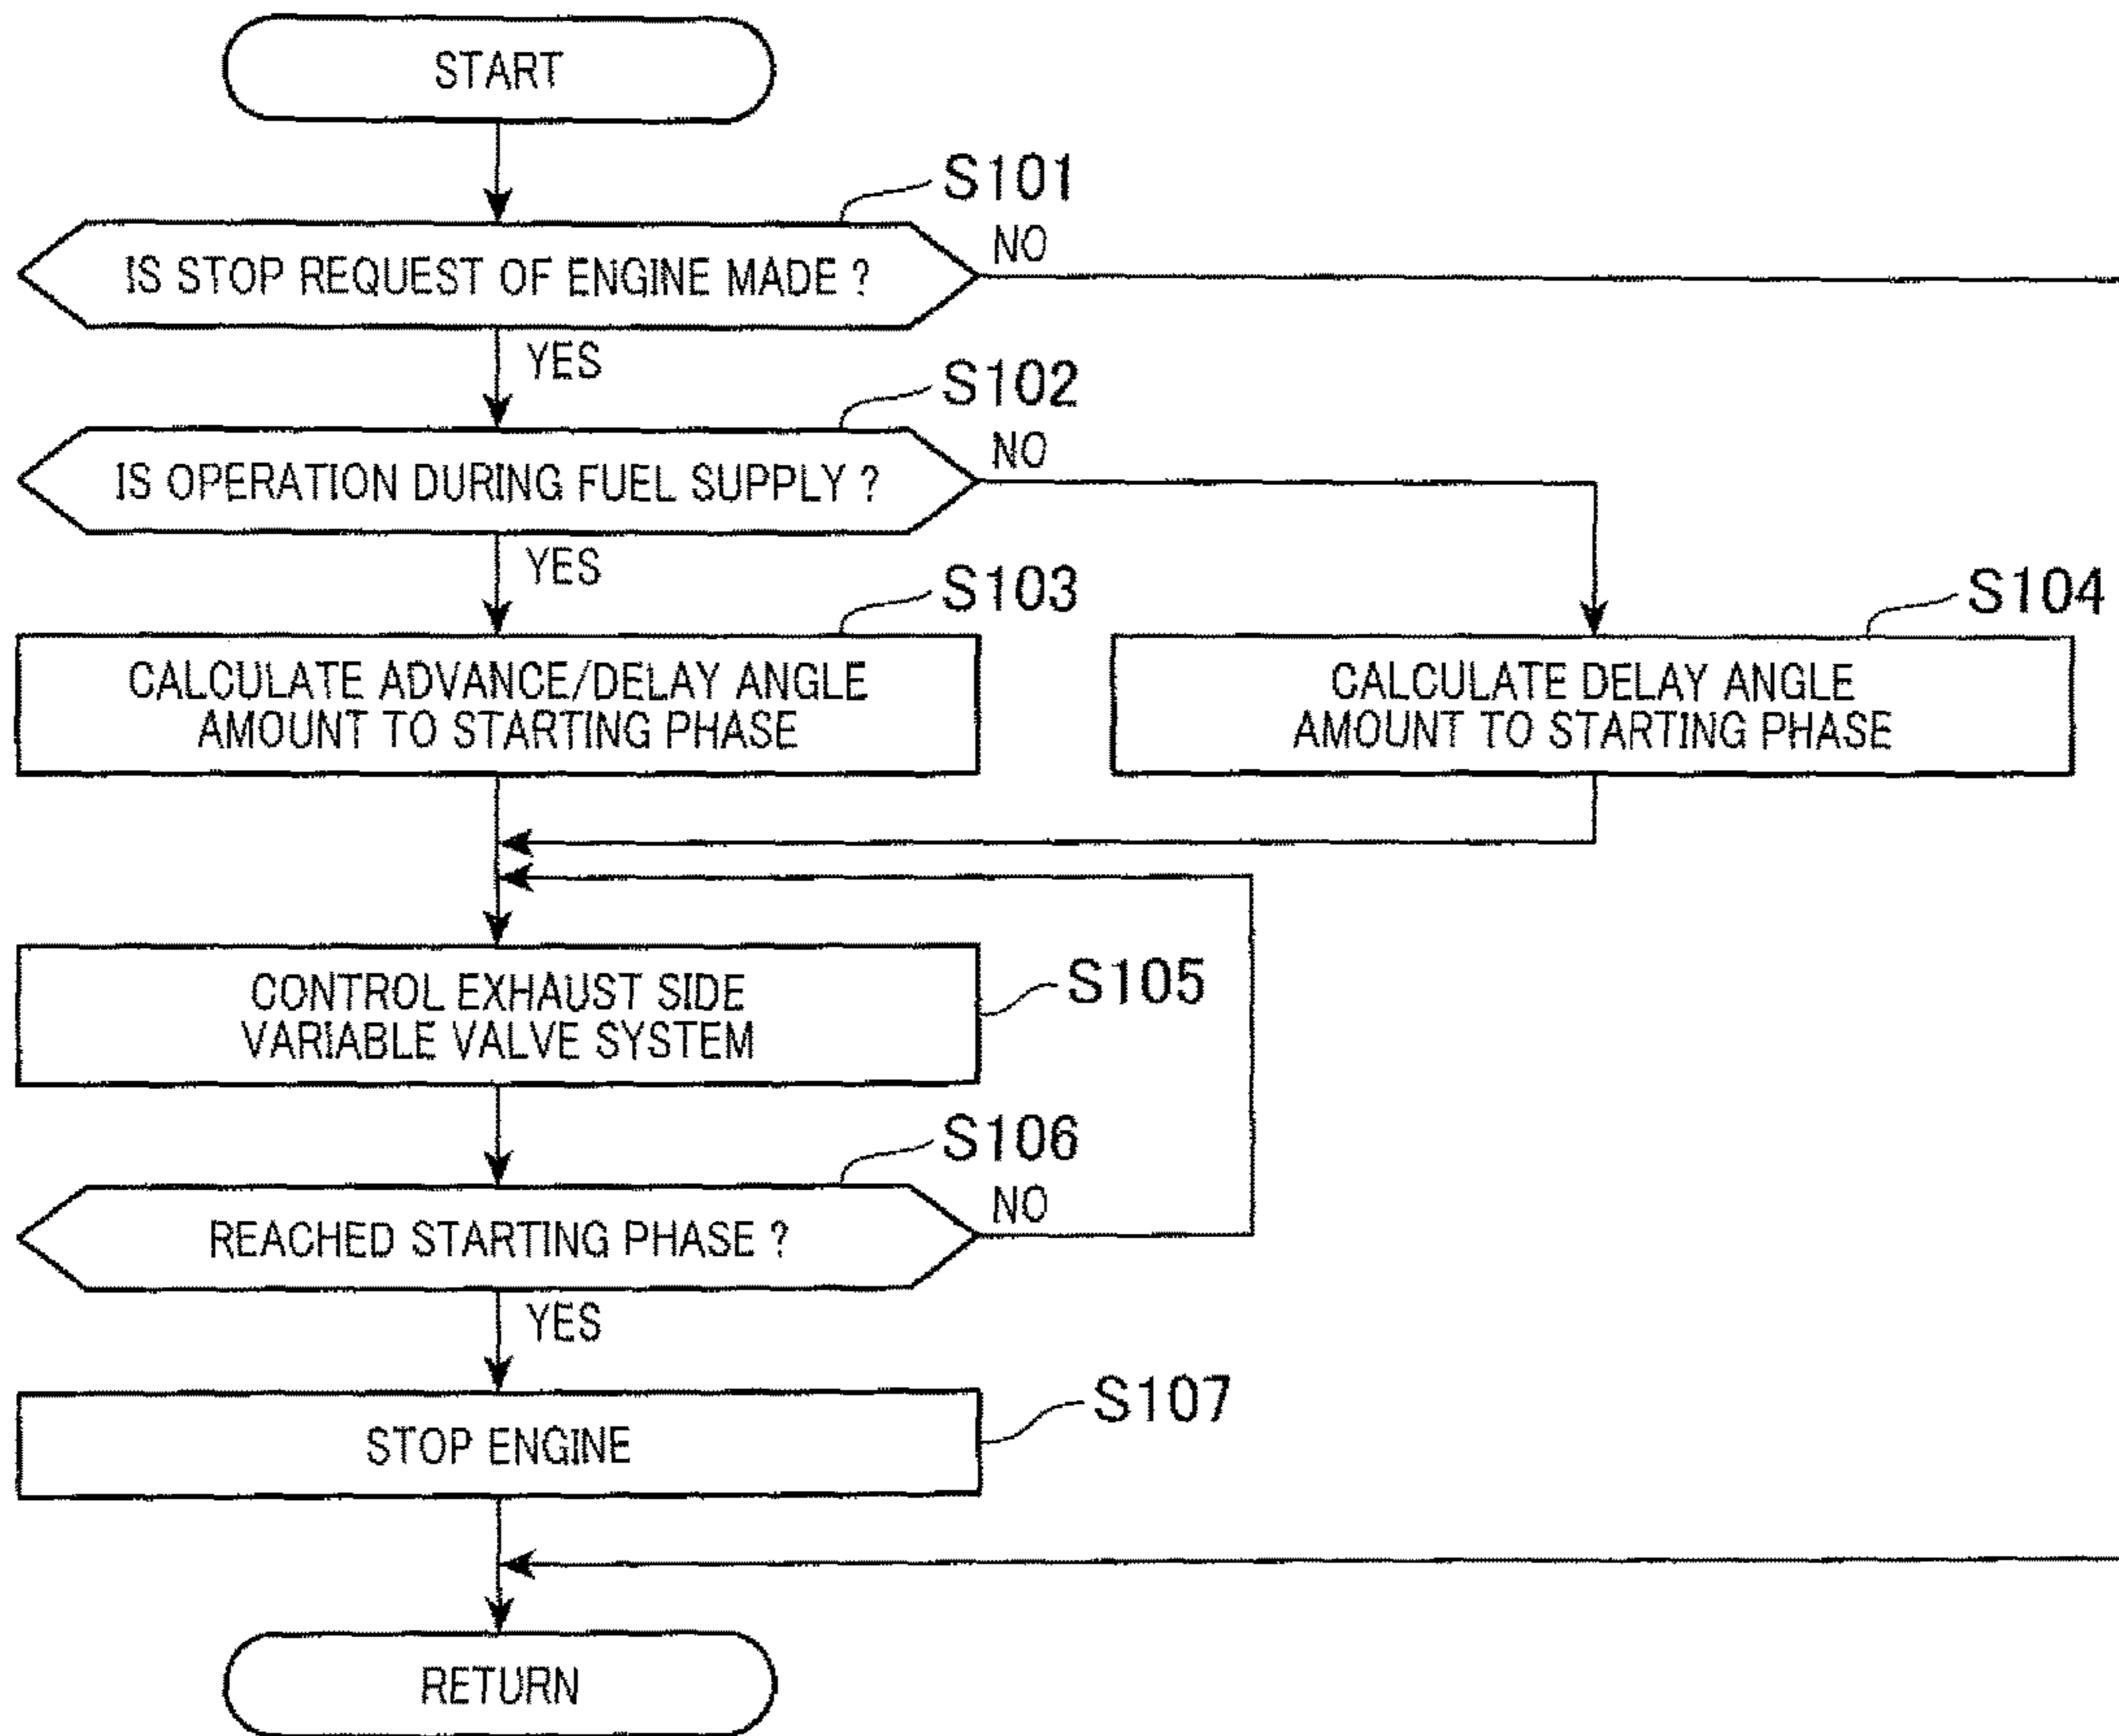 START
S101
IS STOP REQUEST OF ENGINE MADE ?
NO
YES
S102
IS OPERATION DURING FUEL SUPPLY ?
NO
YES
S103
CALCULATE ADVANCE/DELAY ANGLE
AMOUNT TO STARTING PHASE
S104
CALCULATE DELAY ANGLE
AMOUNT TO STARTING PHASE
CONTROL EXHAUST SIDE
VARIABLE VALVE SYSTEM
S105
S106
REACHED STARTING PHASE ?
NO
YES
STOP ENGINE
S107
RETURN